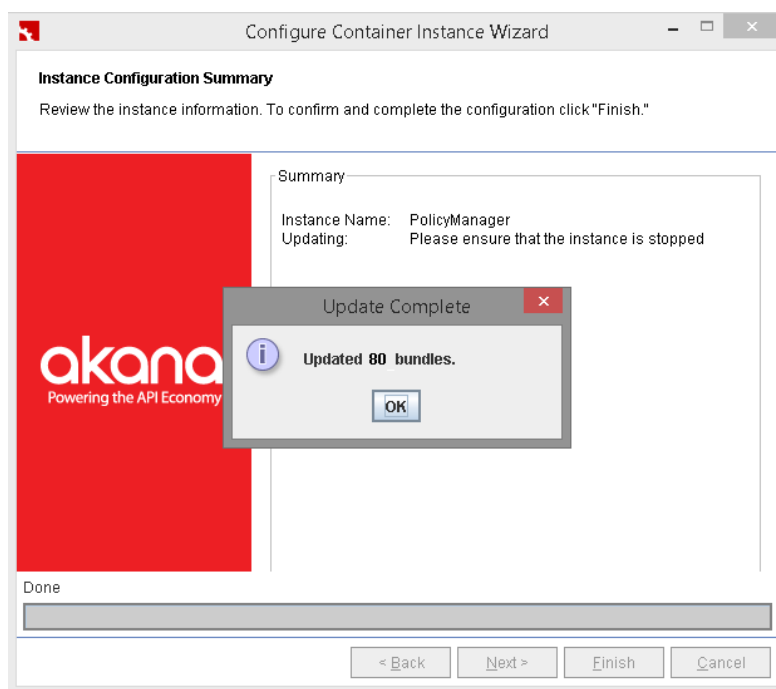 Configure Container Instance Wizard
Instance Configuration Summary
Review the instance information. To confirm and complete the configuration click "Finish."
Summary
Instance Name: PolicyManager
Updating: Please ensure that the instance is stopped
Update Complete
Updated 80 bundles.
OK
akana
Powering the API Economy
Done
< Back Next > Finish Cancel